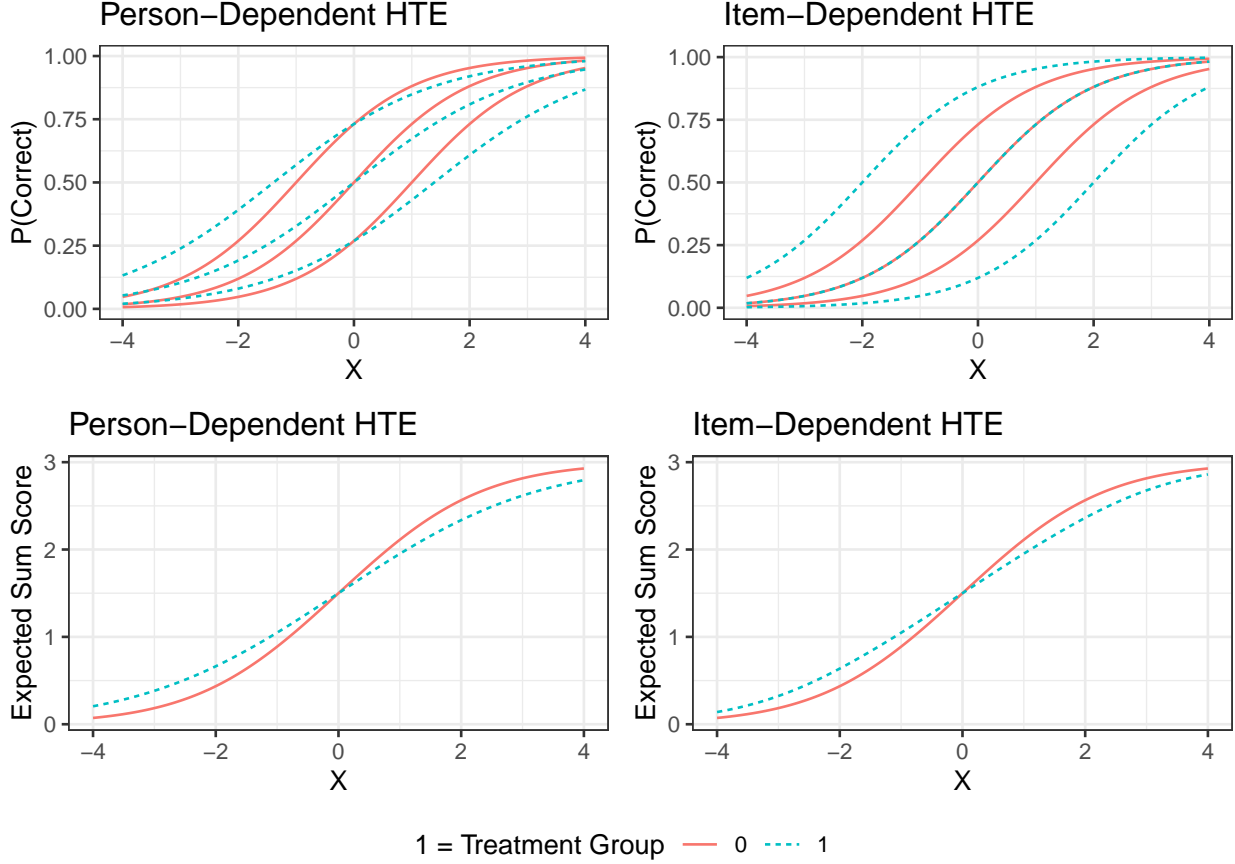 Person−Dependent HTE
Item−Dependent HTE
P(Correct)
1.00
0.75
0.50
0.25
0.00
−4
−2
0
2
4
X
P(Correct)
1.00
0.75
0.50
0.25
0.00
−4
−2
0
2
4
X
Person−Dependent HTE
Item−Dependent HTE
Expected Sum Score
3
2
1
0
−4
−2
0
2
4
X
Expected Sum Score
3
2
1
0
−4
−2
0
2
4
X
1 = Treatment Group 0 1